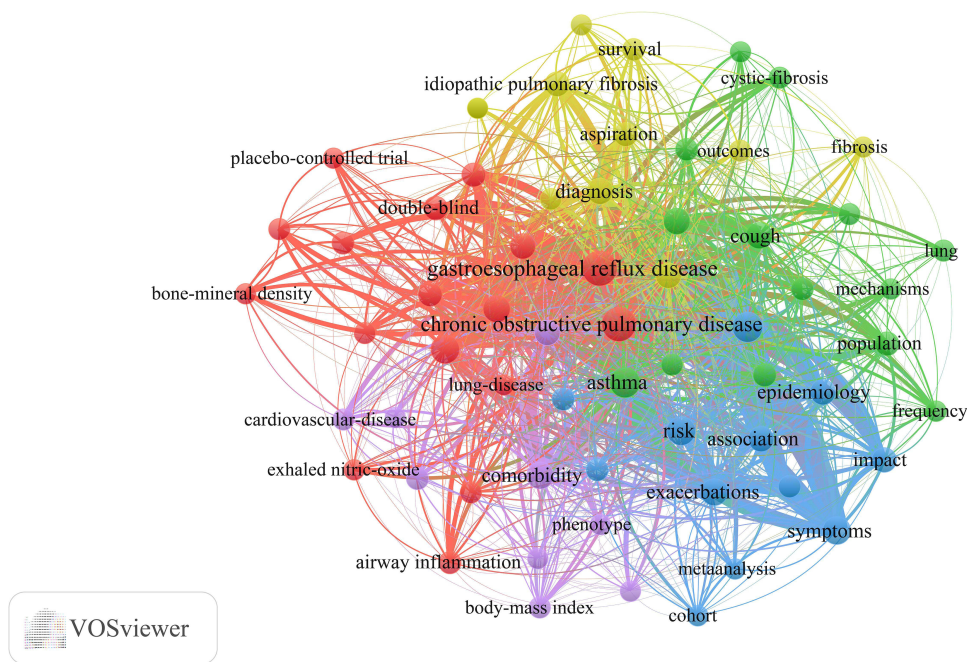 survival
cystic-fibrosis
idiopathic pulmonary fibrosis
aspiration
fibrosis
outcomes
placebo-controlled trial
diagnosis
double-blind
cough
lung
gastroesophageal reflux disease
mechanisms
bone-mineral density
chronic obstructive pulmonary disease
population
lung-disease
asthma
epidemiology
frequency
cardiovascular-disease
risk
association
impact
exhaled nitric-oxide
comorbidity
exacerbations
phenotype
symptoms
airway inflammation
metaanalysis
body-mass index
cohort
VOSviewer